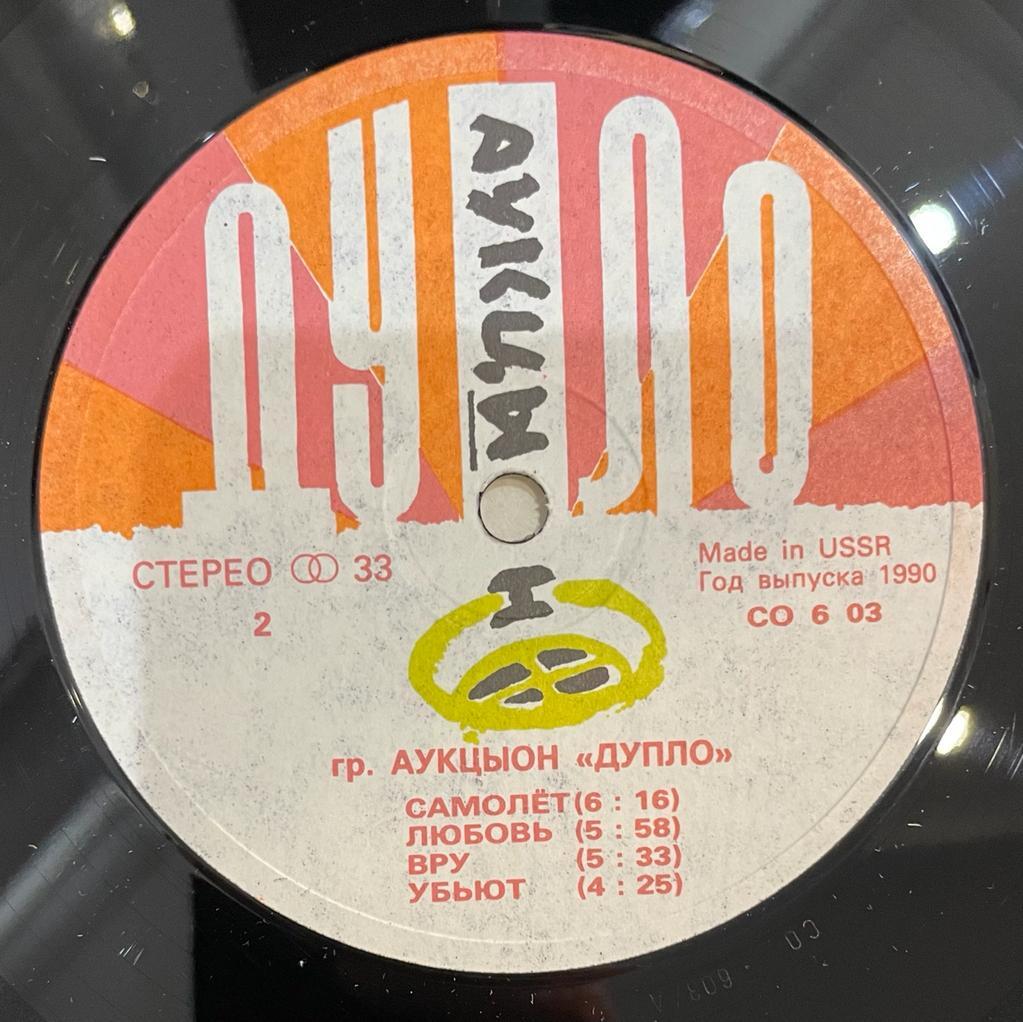 ДУПЛО
АУКЦЫОН
СТЕРЕО 33
2
Made in USSR
Год выпуска 1990
СО 6 03
гр. АУКЦЫОН «ДУПЛО»
САМОЛЁТ (6 : 16)
ЛЮБОВЬ (5 : 58)
ВРУ (5 : 33)
УБЬЮТ (4 : 25)